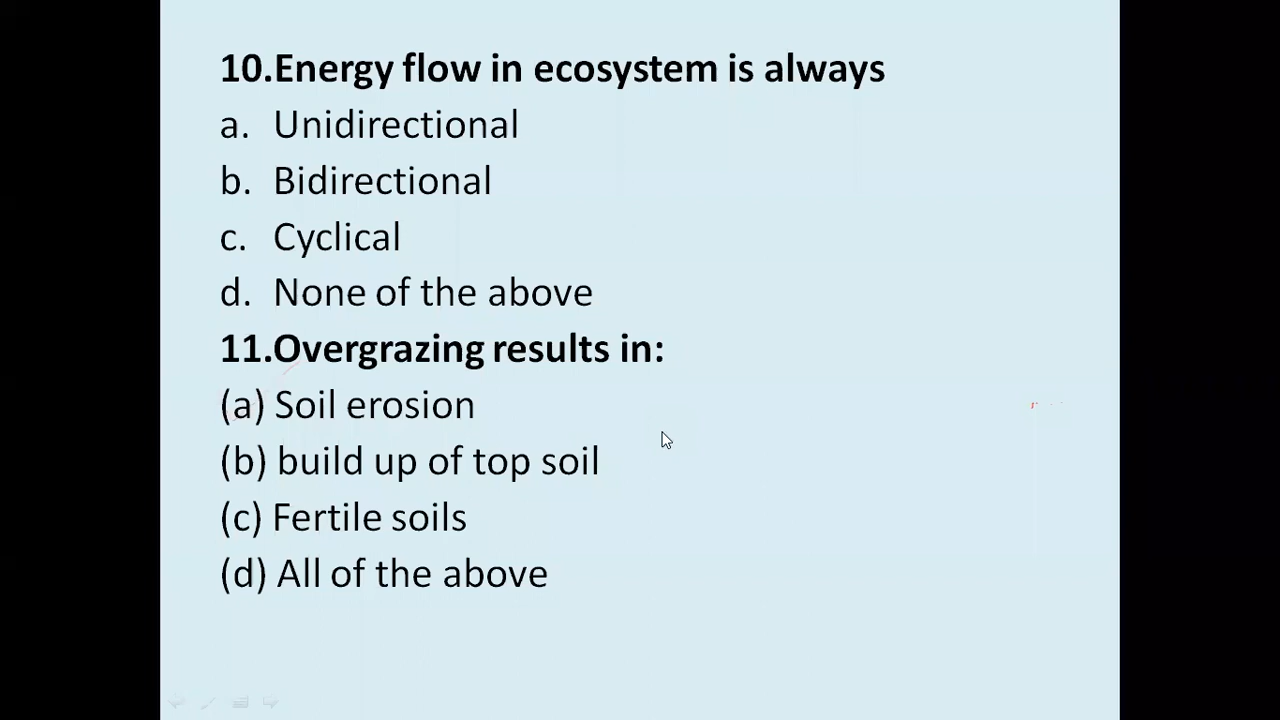 10.Energy flow in ecosystem is always
a. Unidirectional
b. Bidirectional
c. Cyclical
d. None of the above
11.Overgrazing results in:
(a) Soil erosion
(b) build up of top soil
(c) Fertile soils
(d) All of the above